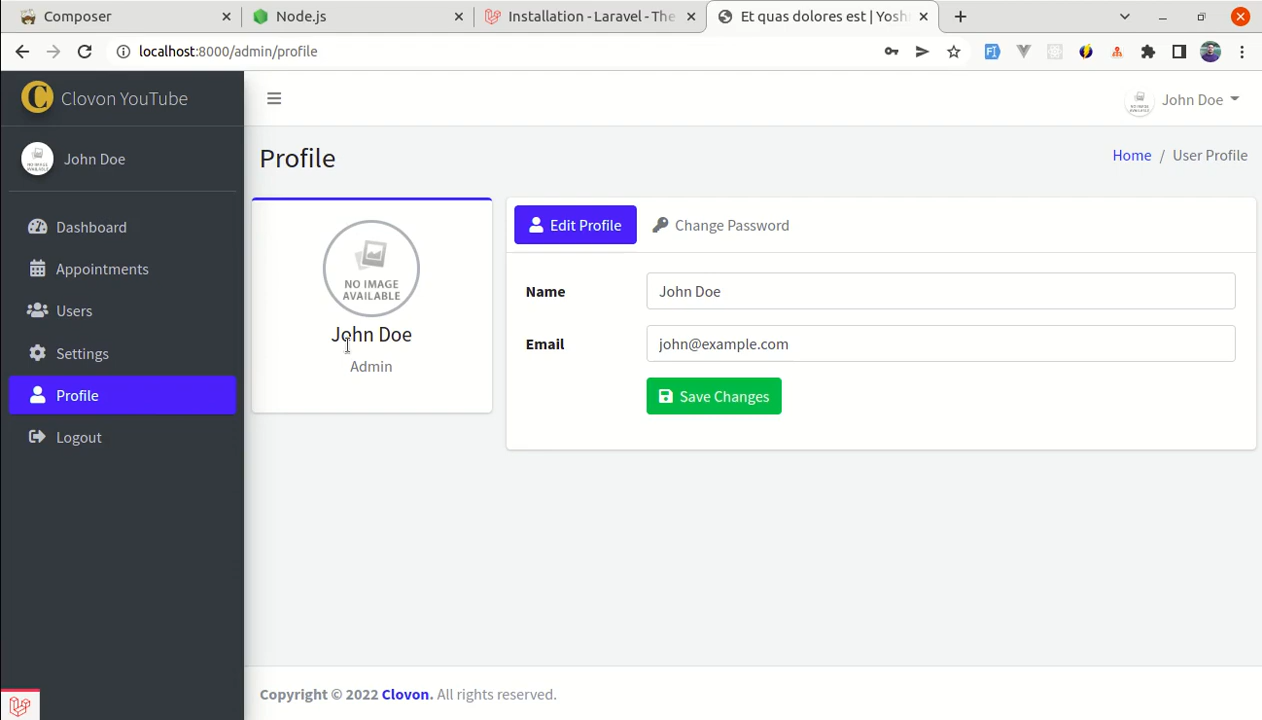 Composer
Node.js
Installation - Laravel - The
Et quas dolores est | Yosh
localhost:8000/admin/profile
C Clovon YouTube
John Doe
John Doe
Dashboard
Appointments
Users
Settings
Profile
Logout
Profile
Home / User Profile
NO IMAGE
AVAILABLE
John Doe
Admin
Edit Profile
Change Password
Name
John Doe
Email
john@example.com
Save Changes
Copyright © 2022 Clovon. All rights reserved.